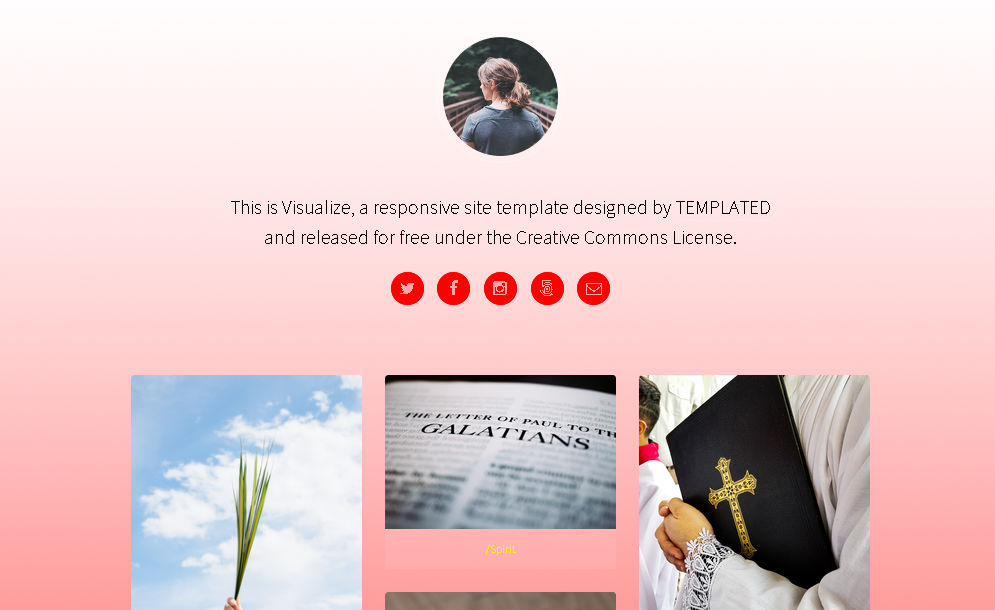 This is Visualize, a responsive site template designed by TEMPLATED
and released for free under the Creative Commons License.
THE LETTER OF PAUL TO TH
GALATIANS
/Spirit